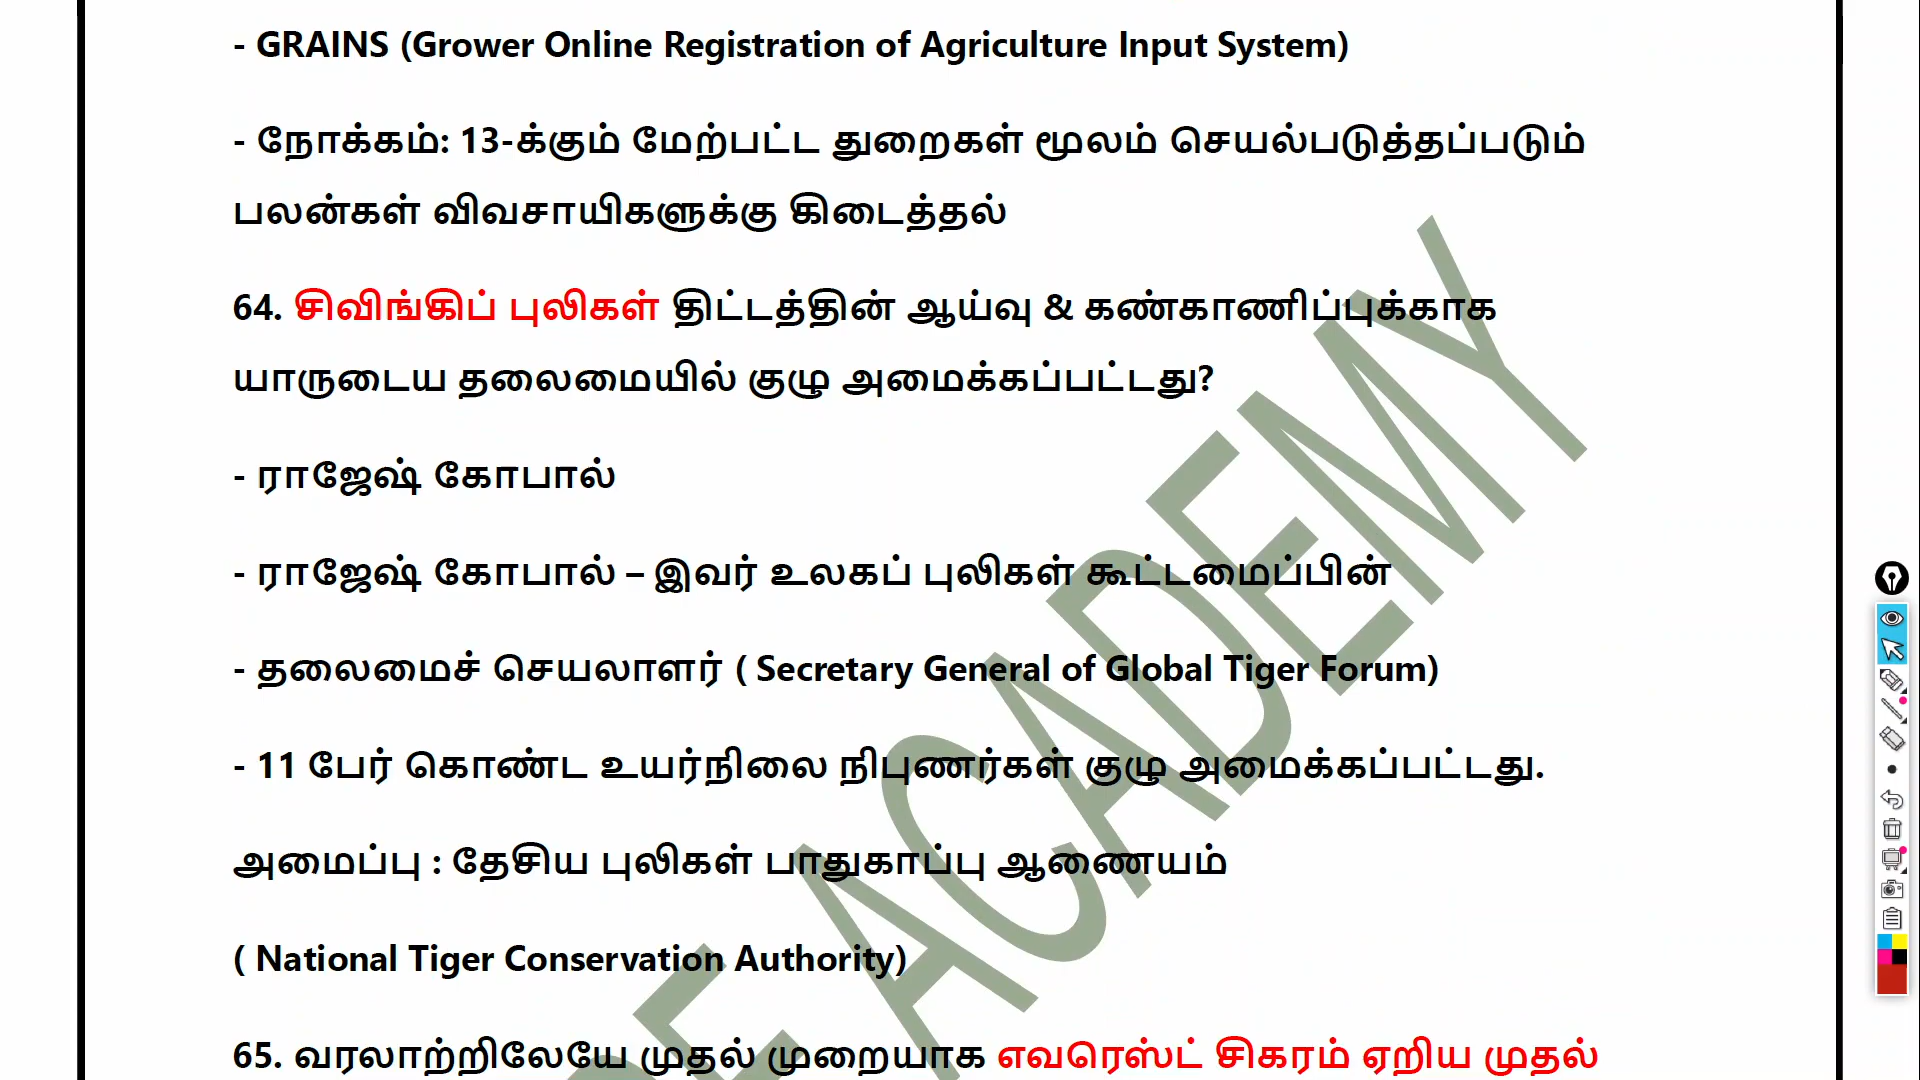 - GRAINS (Grower Online Registration of Agriculture Input System)
- நோக்கம்: 13-க்கும் மேற்பட்ட துறைகள் மூலம் செயல்படுத்தப்படும்
பலன்கள் விவசாயிகளுக்கு கிடைத்தல்
64. சிவிங்கிப் புலிகள் திட்டத்தின் ஆய்வு & கண்காணிப்புக்காக
யாருடைய தலைமையில் குழு அமைக்கப்பட்டது?
- ராஜேஷ் கோபால்
- ராஜேஷ் கோபால் – இவர் உலகப் புலிகள் கூட்டமைப்பின்
- தலைமைச் செயலாளர் ( Secretary General of Global Tiger Forum)
- 11 பேர் கொண்ட உயர்நிலை நிபுணர்கள் குழு அமைக்கப்பட்டது.
அமைப்பு : தேசிய புலிகள் பாதுகாப்பு ஆணையம்
( National Tiger Conservation Authority)
65. வரலாற்றிலேயே முதல் முறையாக எவரெஸ்ட் சிகரம் ஏறிய முதல்
ACADEMY